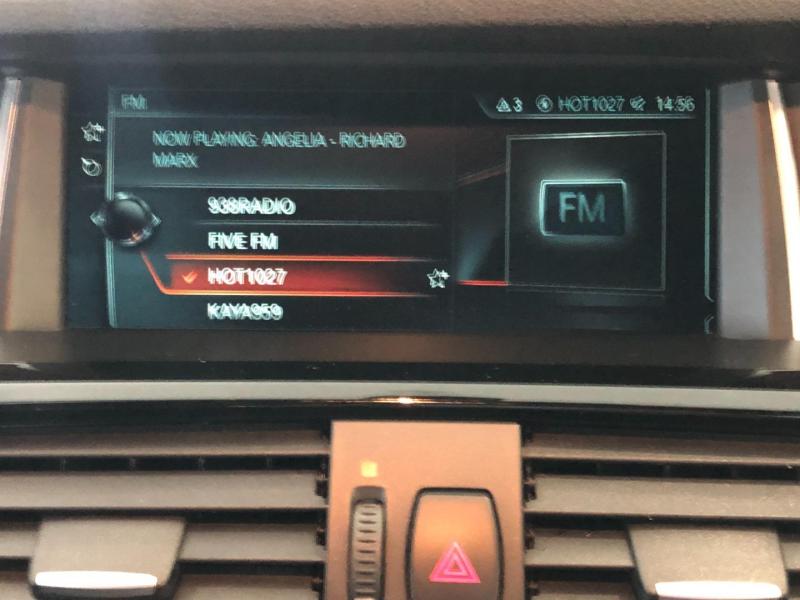 FM
3 HOT1027 14:56
NOW PLAYING: ANGELIA - RICHARD
MARX
938RADIO
FIVE FM
HOT1027
KAYA959
FM